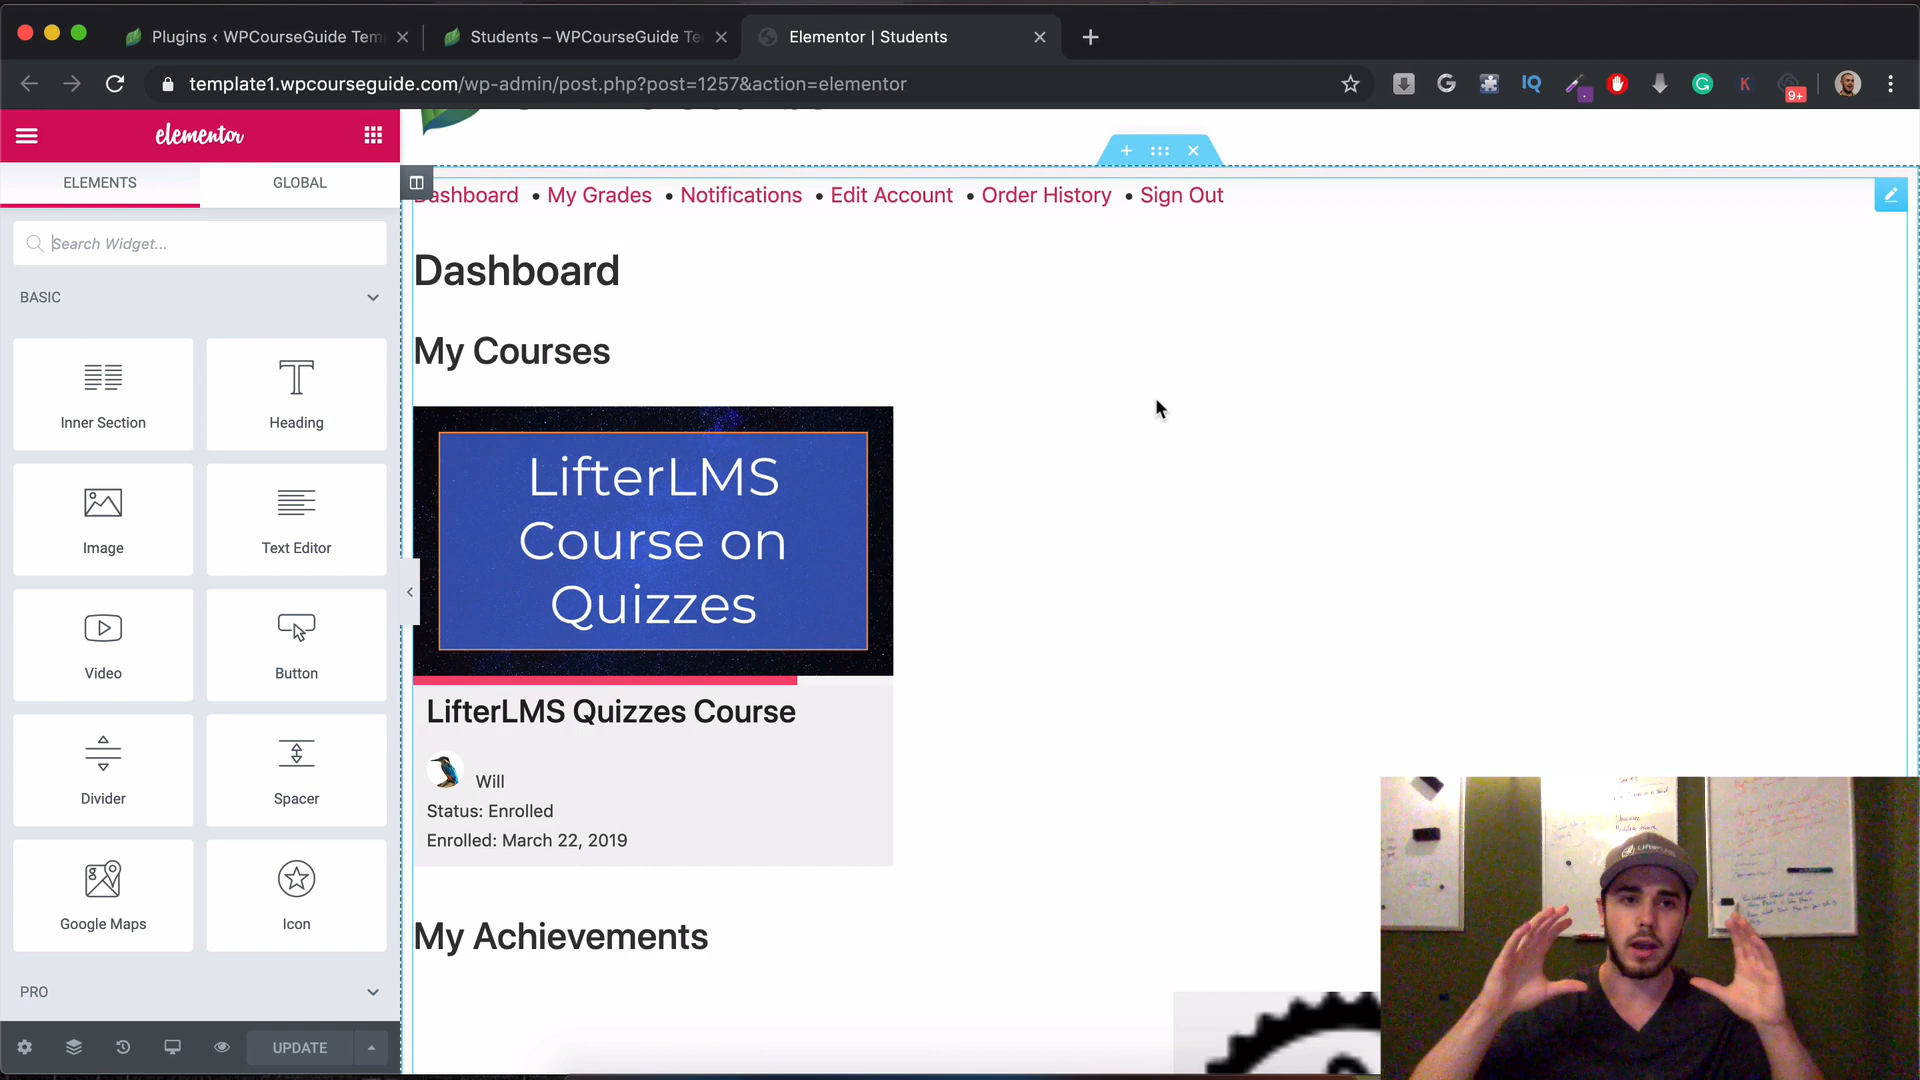 Plugins ‹ WPCourseGuide Tem
Students – WPCourseGuide Te
Elementor | Students
template1.wpcourseguide.com/wp-admin/post.php?post=1257&action=elementor
9+
elementor
ELEMENTS
GLOBAL
Search Widget...
BASIC
Inner Section
Heading
Image
Text Editor
Video
Button
Divider
Spacer
Google Maps
Icon
PRO
UPDATE
Dashboard • My Grades • Notifications • Edit Account • Order History • Sign Out
Dashboard
My Courses
LifterLMS
Course on
Quizzes
LifterLMS Quizzes Course
Will
Status: Enrolled
Enrolled: March 22, 2019
My Achievements